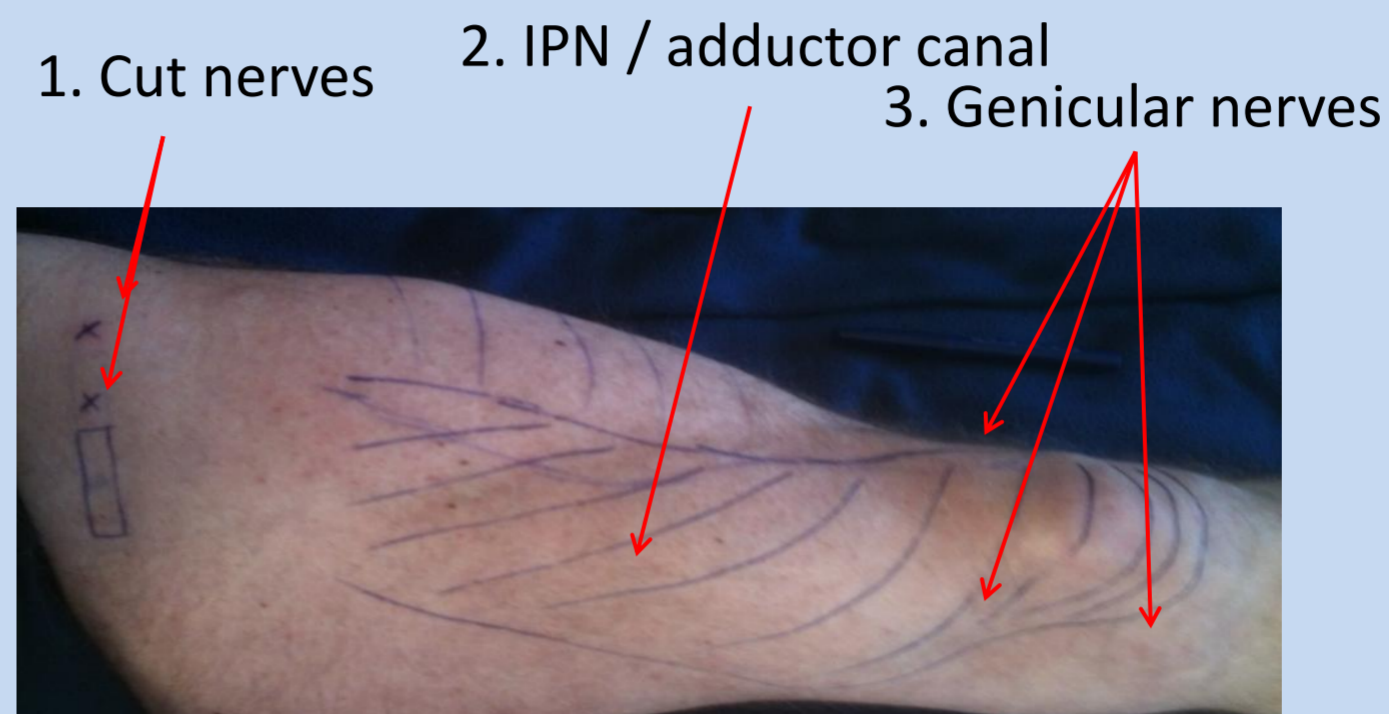 1. Cut nerves
2. IPN / adductor canal
3. Genicular nerves